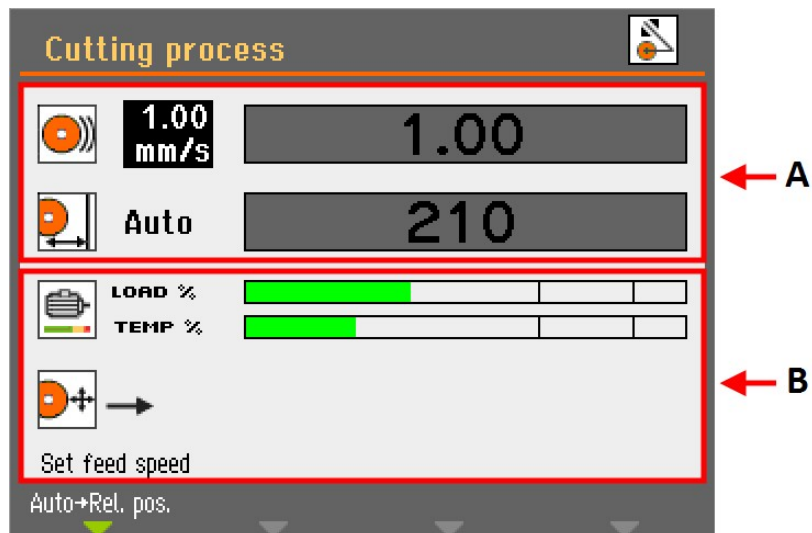 Cutting process
1.00 mm/s
1.00
A
Auto
210
LOAD %
TEMP %
B
Set feed speed
Auto→Rel. pos.